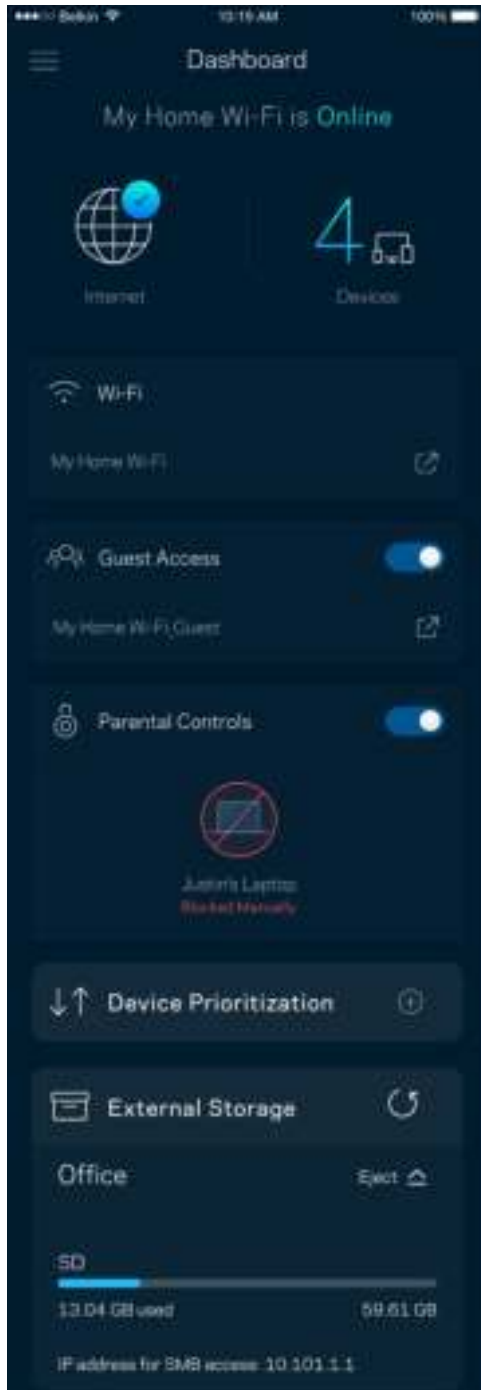 Belkin 10:19 AM 100%
Dashboard
My Home Wi-Fi is Online
4
Internet Devices
Wi-Fi
My Home Wi-Fi
Guest Access
My Home Wi-Fi_Guest
Parental Controls
Justin's Laptop
Blocked Manually
Device Prioritization
External Storage
Office Eject
SD
13.04 GB used 59.61 GB
IP address for SMB access: 10.101.1.1